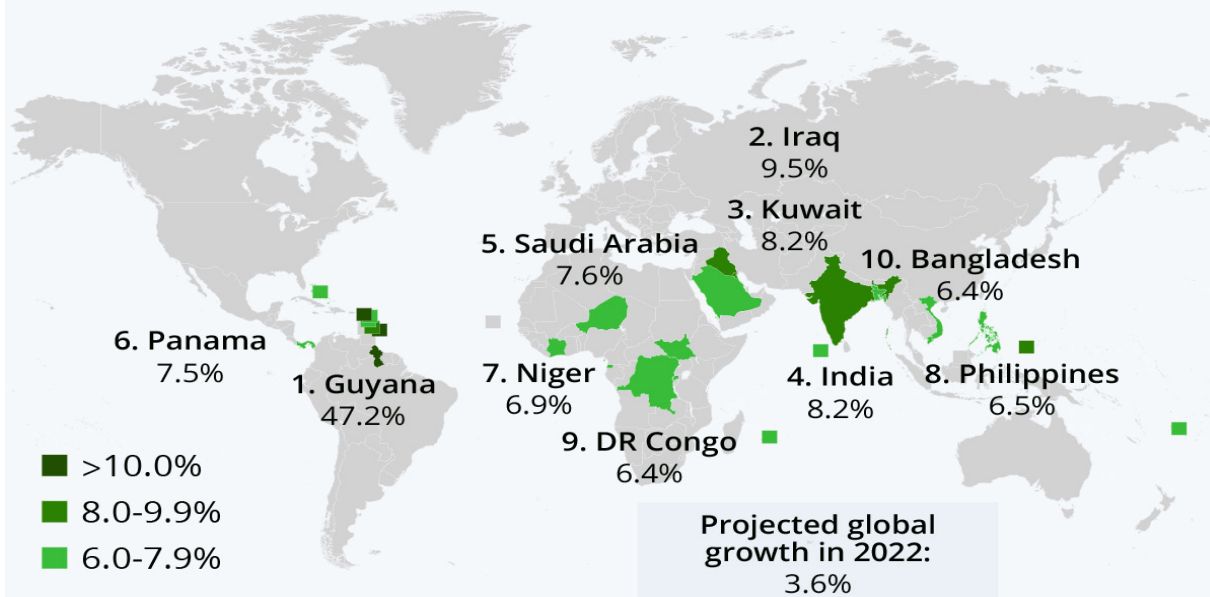 2. Iraq
9.5%
3. Kuwait
8.2%
5. Saudi Arabia
7.6%
10. Bangladesh
6.4%
6. Panama
7.5%
1. Guyana
47.2%
7. Niger
6.9%
4. India
8.2%
8. Philippines
6.5%
9. DR Congo
6.4%
>10.0%
8.0-9.9%
6.0-7.9%
Projected global
growth in 2022:
3.6%